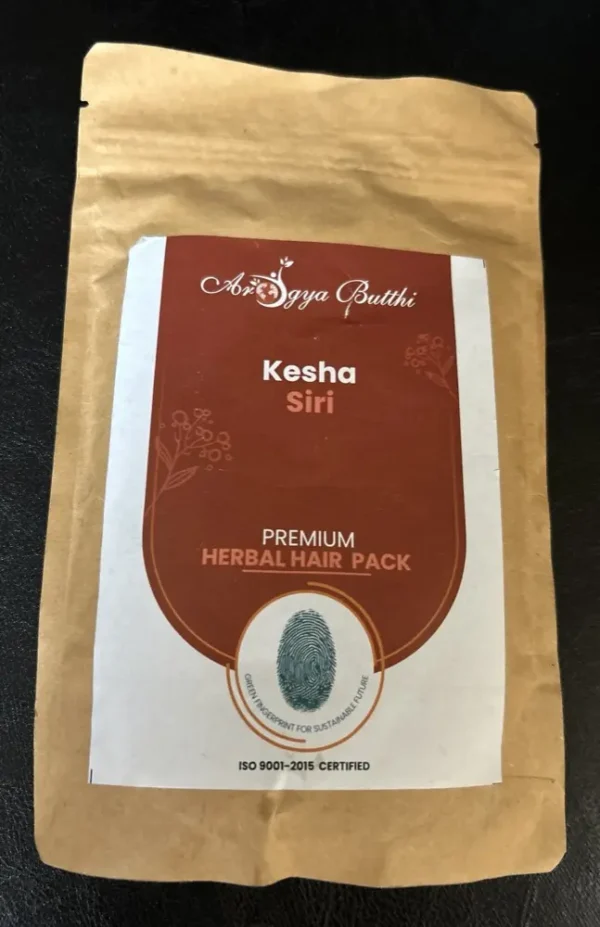 Arogya Butthi
Kesha
Siri
PREMIUM
HERBAL HAIR PACK
GREEN FINGERPRINT FOR SUSTAINABLE FUTURE
ISO 9001-2015 CERTIFIED